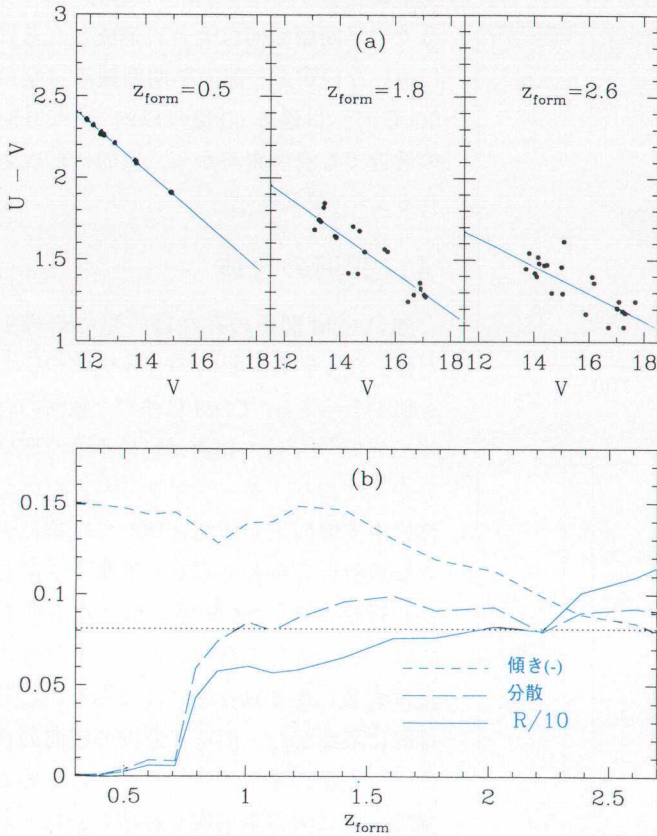 (a)
z_form=0.5
z_form=1.8
z_form=2.6
U − V
3
2.5
2
1.5
1
12 14 16 18
12 14 16 18
12 14 16 18
V
V
V
(b)
0.15
0.1
0.05
0
傾き(-)
分散
R/10
0.5 1 1.5 2 2.5
z_form